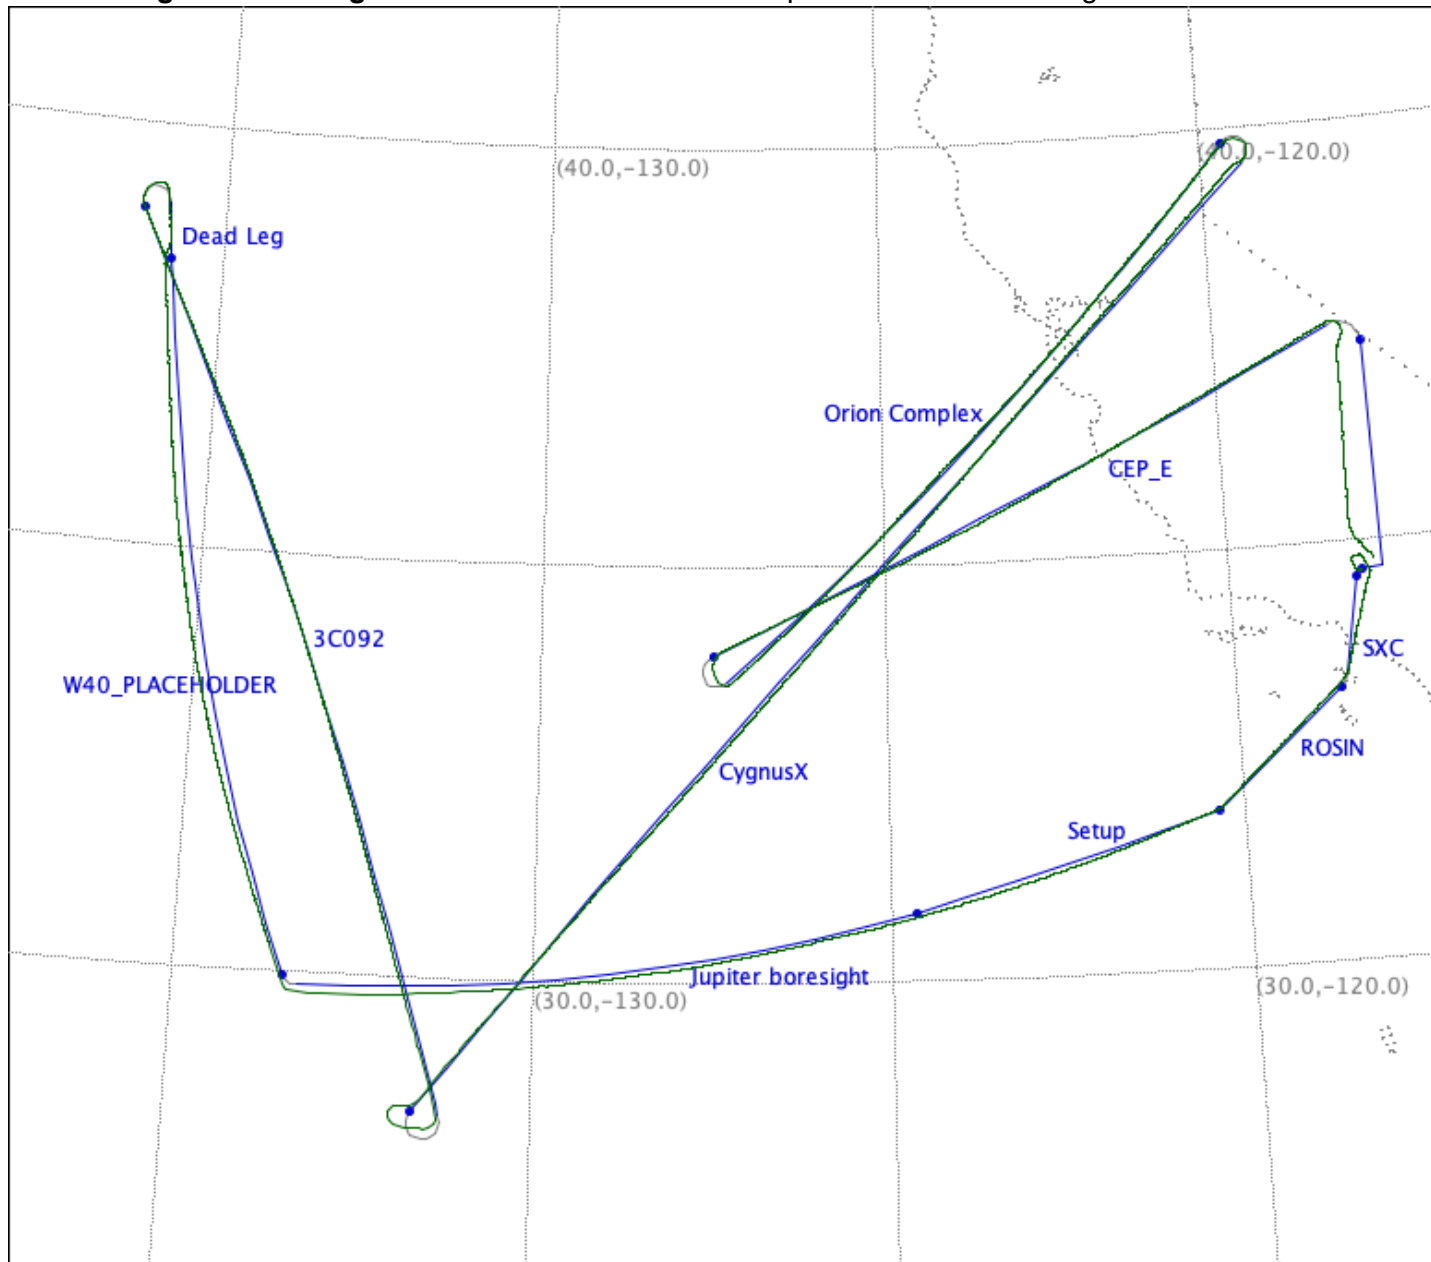 (40.0,-130.0)
(40.0,-120.0)
Dead Leg
Orion Complex
CEP_E
3C092
SXC
W40_PLACEHOLDER
ROSIN
CygnusX
Setup
Jupiter boresight
(30.0,-130.0)
(30.0,-120.0)